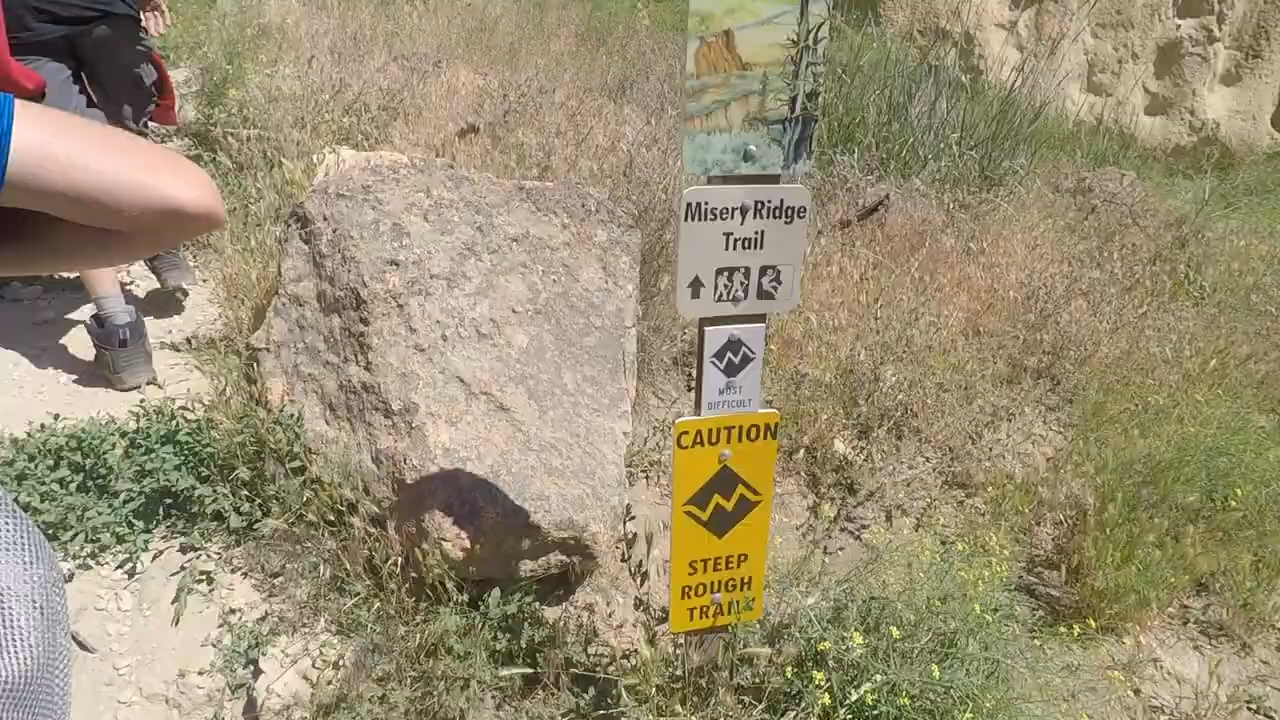 Misery Ridge
Trail
MOST
DIFFICULT
CAUTION
STEEP
ROUGH
TRAIL